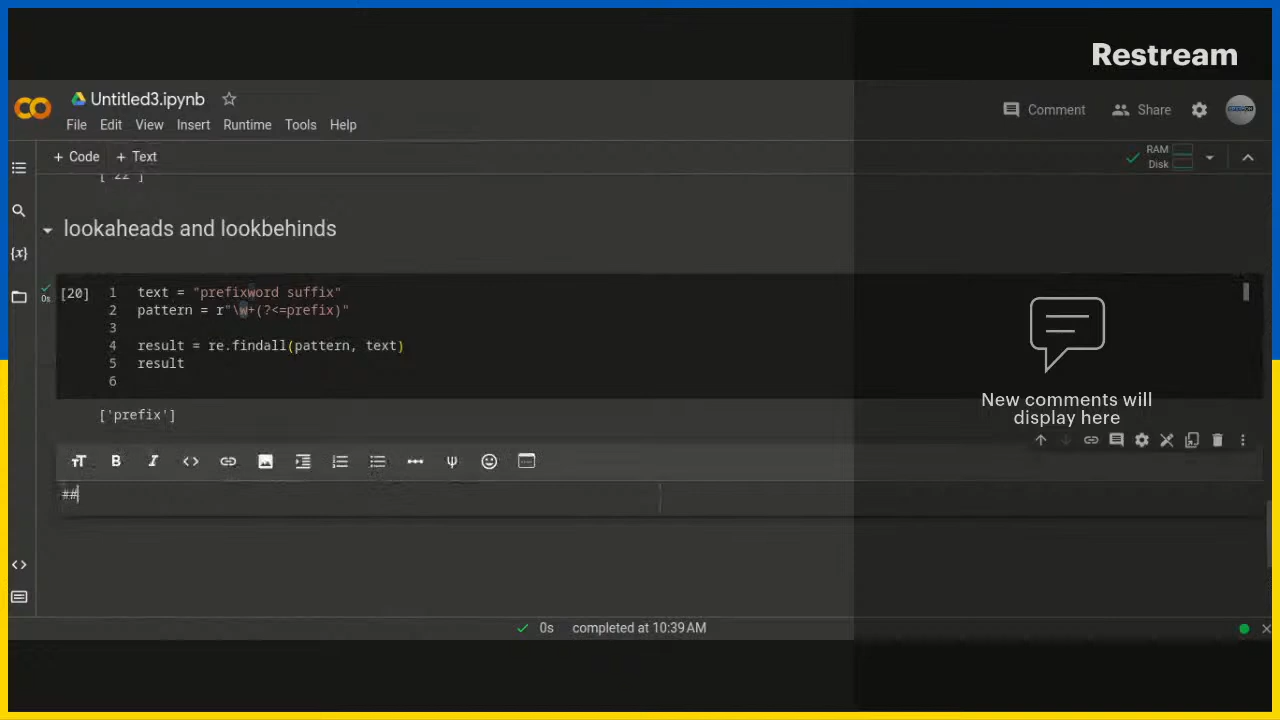 Restream
Untitled3.ipynb
File Edit View Insert Runtime Tools Help
Comment Share
+ Code + Text
RAM
Disk
['22']
lookaheads and lookbehinds
{x}
[20]
0s
1 text = "prefixword suffix"
2 pattern = r"\w+(?<=prefix)"
3
4 result = re.findall(pattern, text)
5 result
6
['prefix']
New comments will
display here
##
0s completed at 10:39 AM